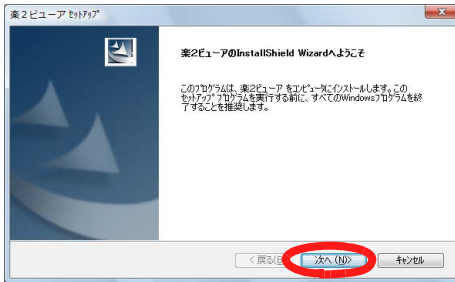 楽2ビューア セットアップ
楽2ビューアのInstallShield Wizardへようこそ
このプログラムは、楽2ビューア をコンピュータにインストールします。この
セットアップ プログラムを実行する前に、すべてのWindowsプログラムを終
了することを推奨します。
< 戻る(B) 次へ (N)> キャンセル